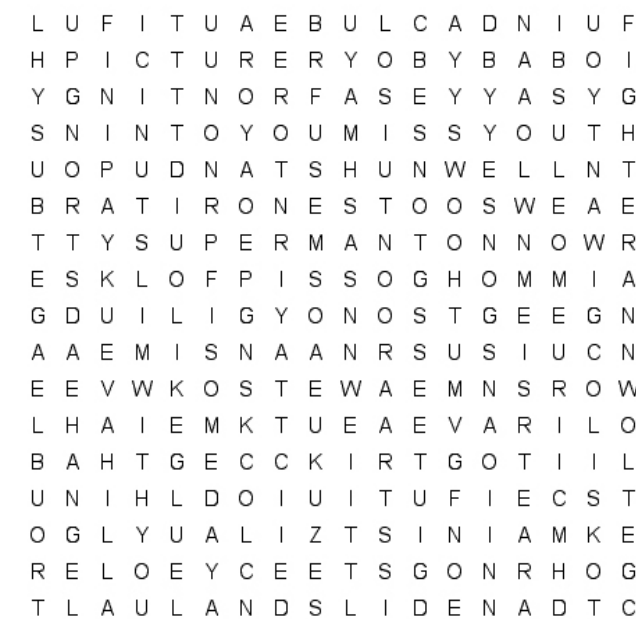 L U F I T U A E B U L C A D N I U F
H P I C T U R E R Y O B Y B A B O I
Y G N I T N O R F A S E Y Y A S Y G
S N I N T O Y O U M I S S Y O U T H
U O P U D N A T S H U N W E L L N T
B R A T I R O N E S T O O S W E A E
T T Y S U P E R M A N T O N N O W R
E S K L O F P I S S O G H O M M I A
G D U I L I G Y O N O S T G E E G N
A A E M I S N A A N R S U S I U C N
E E V W K O S T E W A E M N S R O W
L H A I E M K T U E A E V A R I L O
B A H T G E C C K I R T G O T I I L
U N I H L D O I U I T U F I E C S T
O G L Y U A L I Z T S I N I A M K E
R E L O E Y C E E T S G O N R H O G
T L A U L A N D S L I D E N A D T C